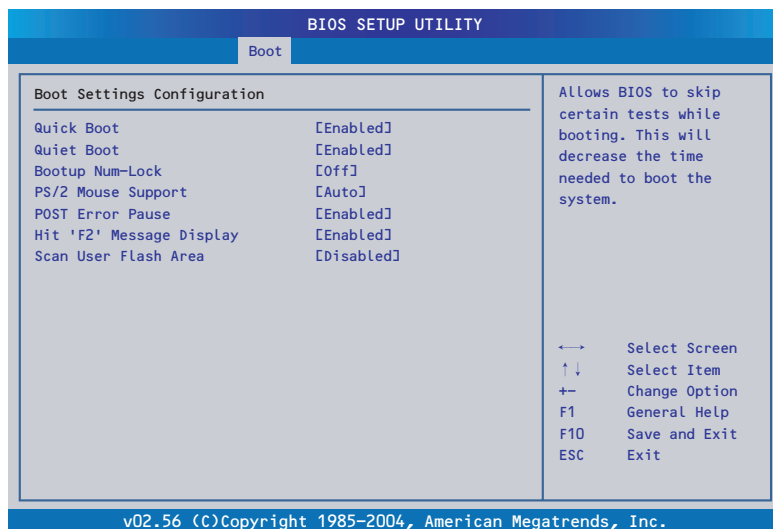 BIOS SETUP UTILITY
Boot
Boot Settings Configuration
Quick Boot [Enabled]
Quiet Boot [Enabled]
Bootup Num-Lock [Off]
PS/2 Mouse Support [Auto]
POST Error Pause [Enabled]
Hit 'F2' Message Display [Enabled]
Scan User Flash Area [Disabled]
Allows BIOS to skip
certain tests while
booting. This will
decrease the time
needed to boot the
system.
←→ Select Screen
↑↓ Select Item
+- Change Option
F1 General Help
F10 Save and Exit
ESC Exit
v02.56 (C)Copyright 1985-2004, American Megatrends, Inc.